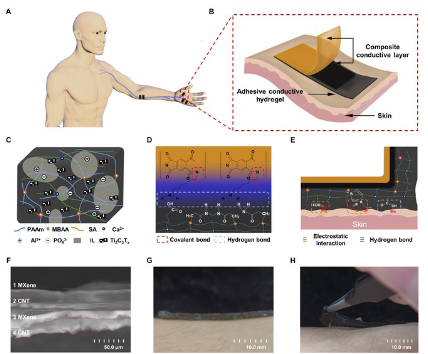 A
B
Composite
conductive layer
Adhesive conductive
hydrogel
Skin
C
D
E
Skin
PAAm MBAA SA Ca²⁺
Al³⁺ PO₄³⁻ IL Ti₃C₂Tₓ
Covalent bond Hydrogen bond
Electrostatic
interaction
Hydrogen bond
F
G
H
1 MXene
2 CNT
3 MXene
4 CNT
50.0 μm
10.0 mm
10.0 mm